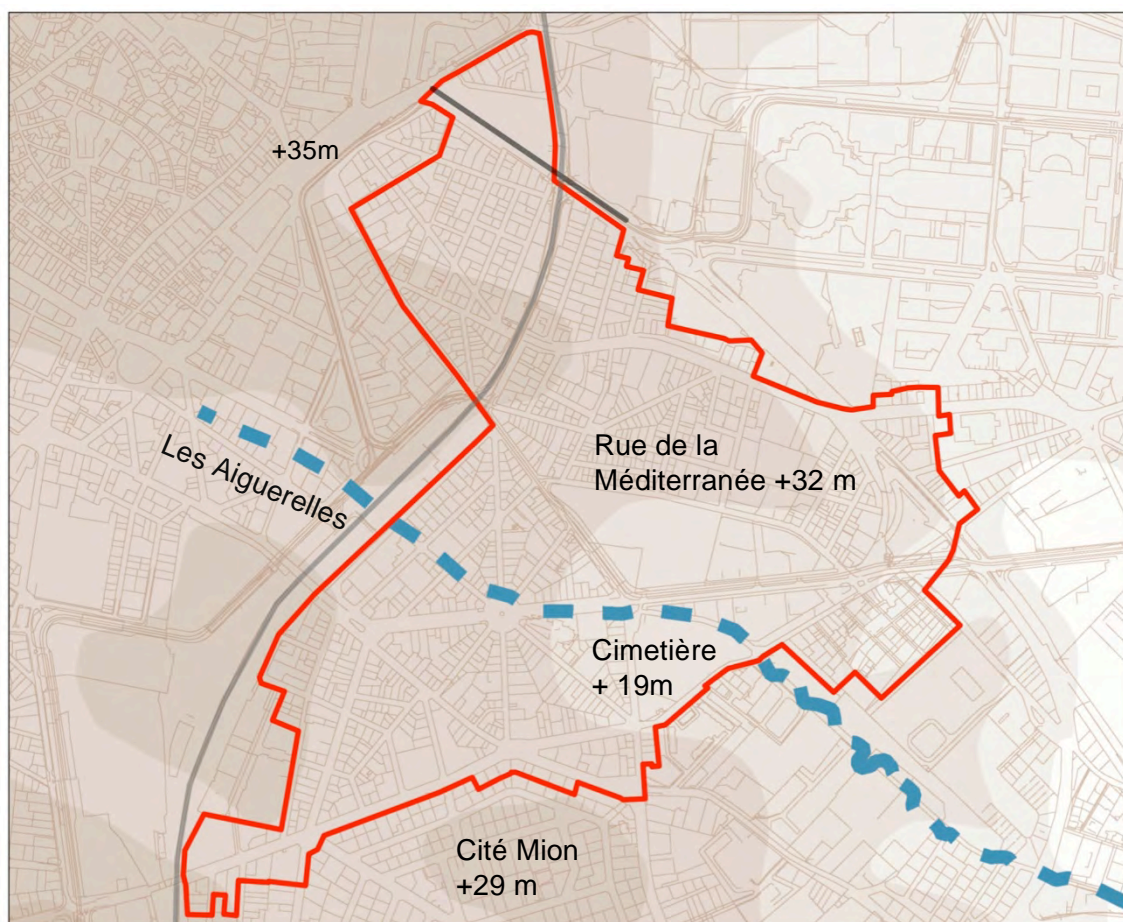 +35m
Rue de la
Méditerranée +32 m
Les Aiguerelles
Cimetière
+ 19m
Cité Mion
+29 m